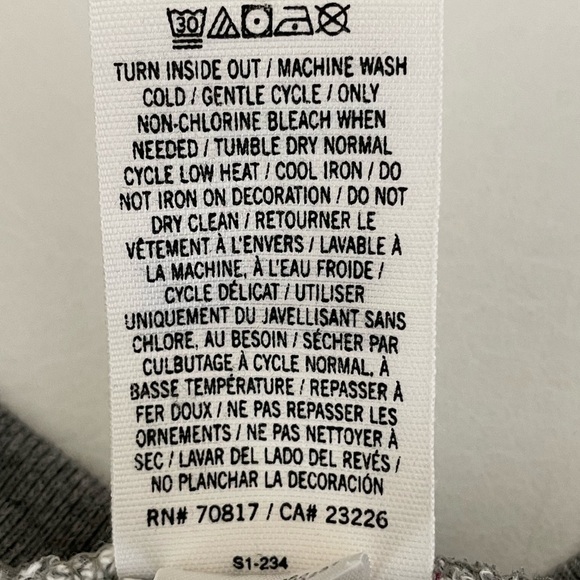 30
TURN INSIDE OUT / MACHINE WASH
COLD / GENTLE CYCLE / ONLY
NON-CHLORINE BLEACH WHEN
NEEDED / TUMBLE DRY NORMAL
CYCLE LOW HEAT / COOL IRON / DO
NOT IRON ON DECORATION / DO NOT
DRY CLEAN / RETOURNER LE
VÊTEMENT À L'ENVERS / LAVABLE À
LA MACHINE, À L'EAU FROIDE /
CYCLE DÉLICAT / UTILISER
UNIQUEMENT DU JAVELLISANT SANS
CHLORE, AU BESOIN / SÉCHER PAR
CULBUTAGE À CYCLE NORMAL, À
BASSE TEMPÉRATURE / REPASSER À
FER DOUX / NE PAS REPASSER LES
ORNEMENTS / NE PAS NETTOYER À
SEC / LAVAR DEL LADO DEL REVÉS /
NO PLANCHAR LA DECORACIÓN
RN# 70817 / CA# 23226
S1-234